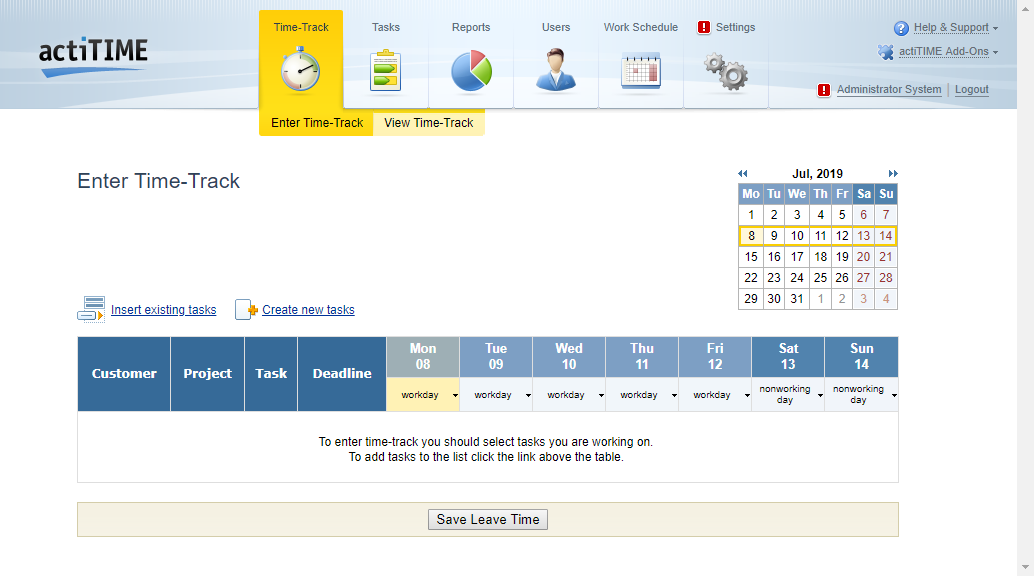 actiTIME
Time-Track
Tasks
Reports
Users
Work Schedule
! Settings
? Help & Support
actiTIME Add-Ons
! Administrator System | Logout
Enter Time-Track
View Time-Track
Enter Time-Track
Jul, 2019
Mo Tu We Th Fr Sa Su
1 2 3 4 5 6 7
8 9 10 11 12 13 14
15 16 17 18 19 20 21
22 23 24 25 26 27 28
29 30 31 1 2 3 4
Insert existing tasks
Create new tasks
Customer Project Task Deadline
Mon Tue Wed Thu Fri Sat Sun
08 09 10 11 12 13 14
workday workday workday workday workday nonworking day nonworking day
To enter time-track you should select tasks you are working on.
To add tasks to the list click the link above the table.
Save Leave Time